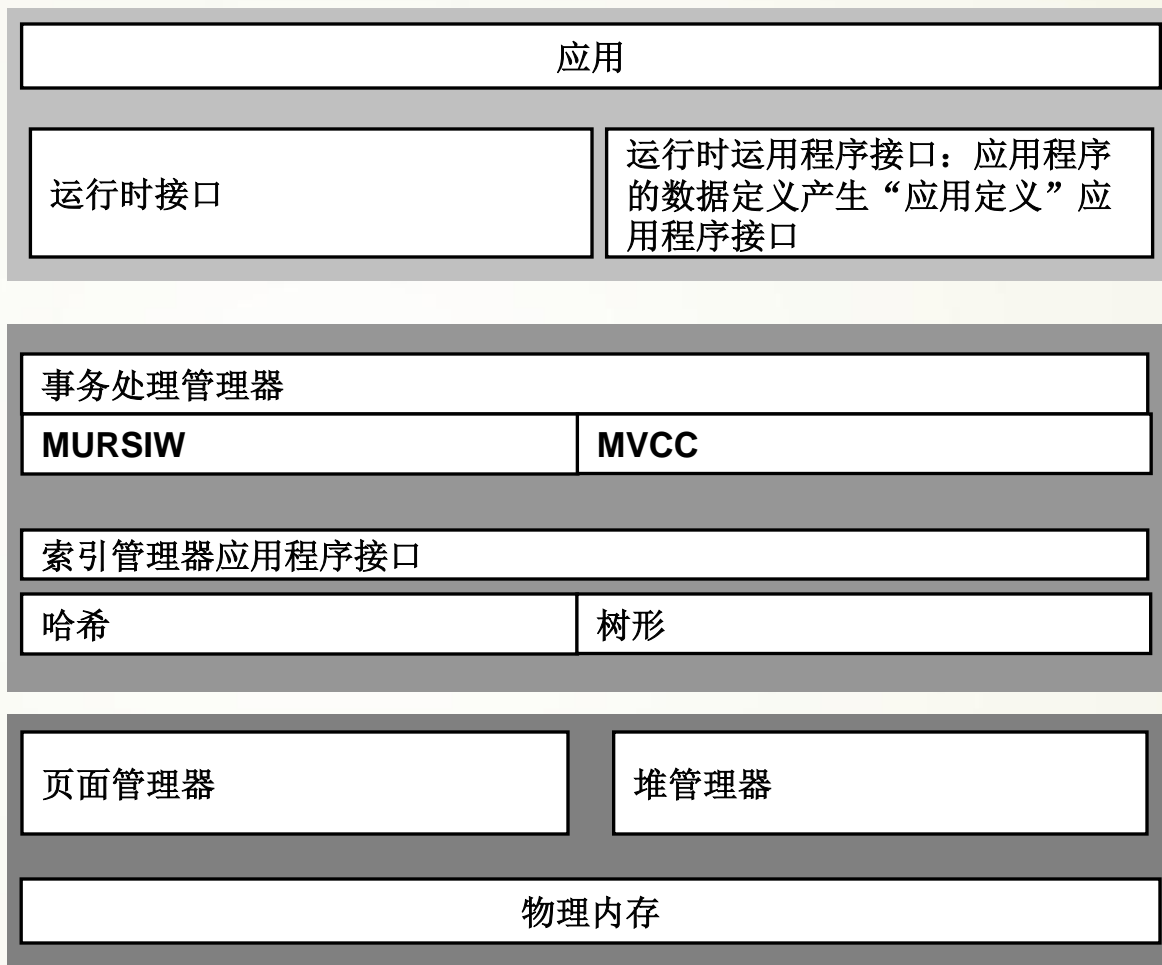 应用
运行时接口
运行时运用程序接口：应用程序
的数据定义产生“应用定义”应
用程序接口
事务处理管理器
MURSIW
MVCC
索引管理器应用程序接口
哈希
树形
页面管理器
堆管理器
物理内存